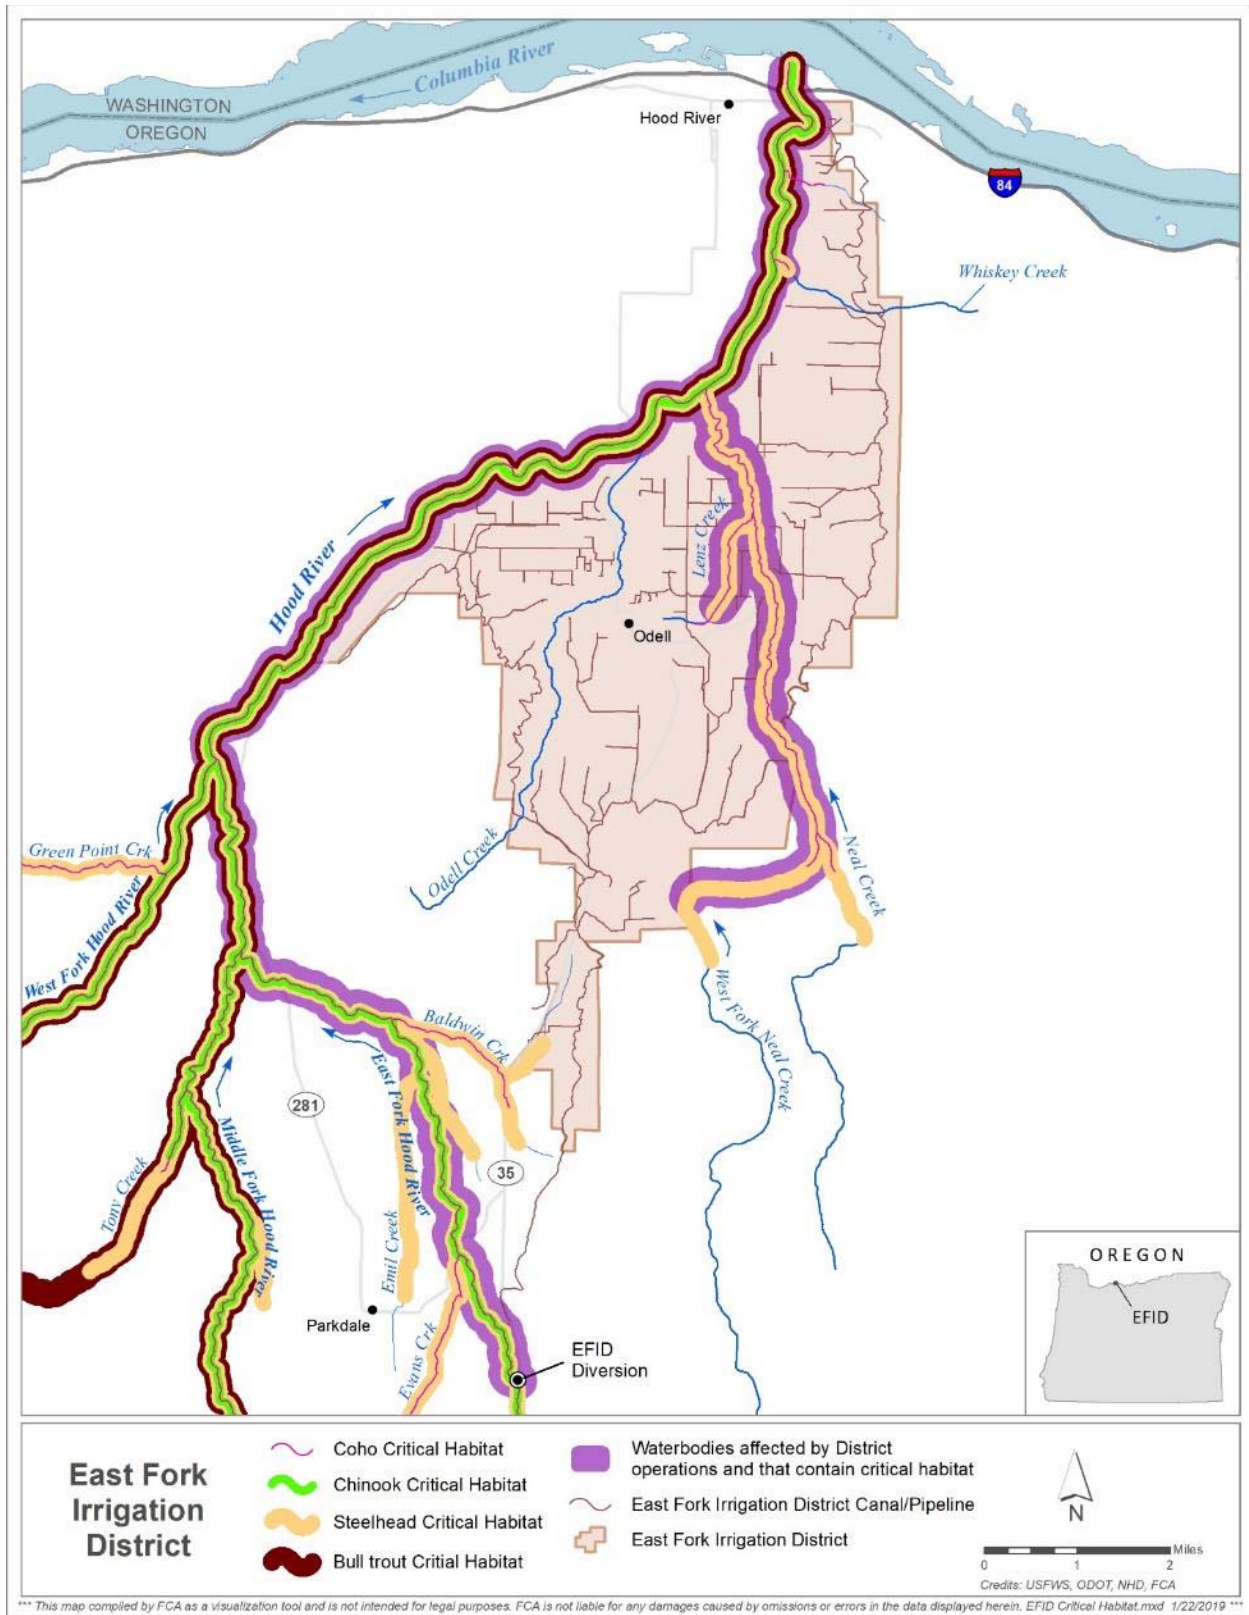 Columbia River
WASHINGTON
OREGON
Hood River
84
Whiskey Creek
Lenz Creek
Hood River
Odell
Green Point Crk
Odell Creek
Neal Creek
West Fork Hood River
West Fork Neal Creek
Baldwin Crk
East Fork Hood River
281
35
Middle Fork Hood River
Tony Creek
Emil Creek
Parkdale
Evans Crk
EFID
Diversion
OREGON
EFID
East Fork
Irrigation
District
Coho Critical Habitat
Chinook Critical Habitat
Steelhead Critical Habitat
Bull trout Critial Habitat
Waterbodies affected by District
operations and that contain critical habitat
East Fork Irrigation District Canal/Pipeline
East Fork Irrigation District
N
Miles
0 1 2
Credits: USFWS, ODOT, NHD, FCA
*** This map compiled by FCA as a visualization tool and is not intended for legal purposes. FCA is not liable for any damages caused by omissions or errors in the data displayed herein. EFID Critical Habitat.mxd 1/22/2019 ***